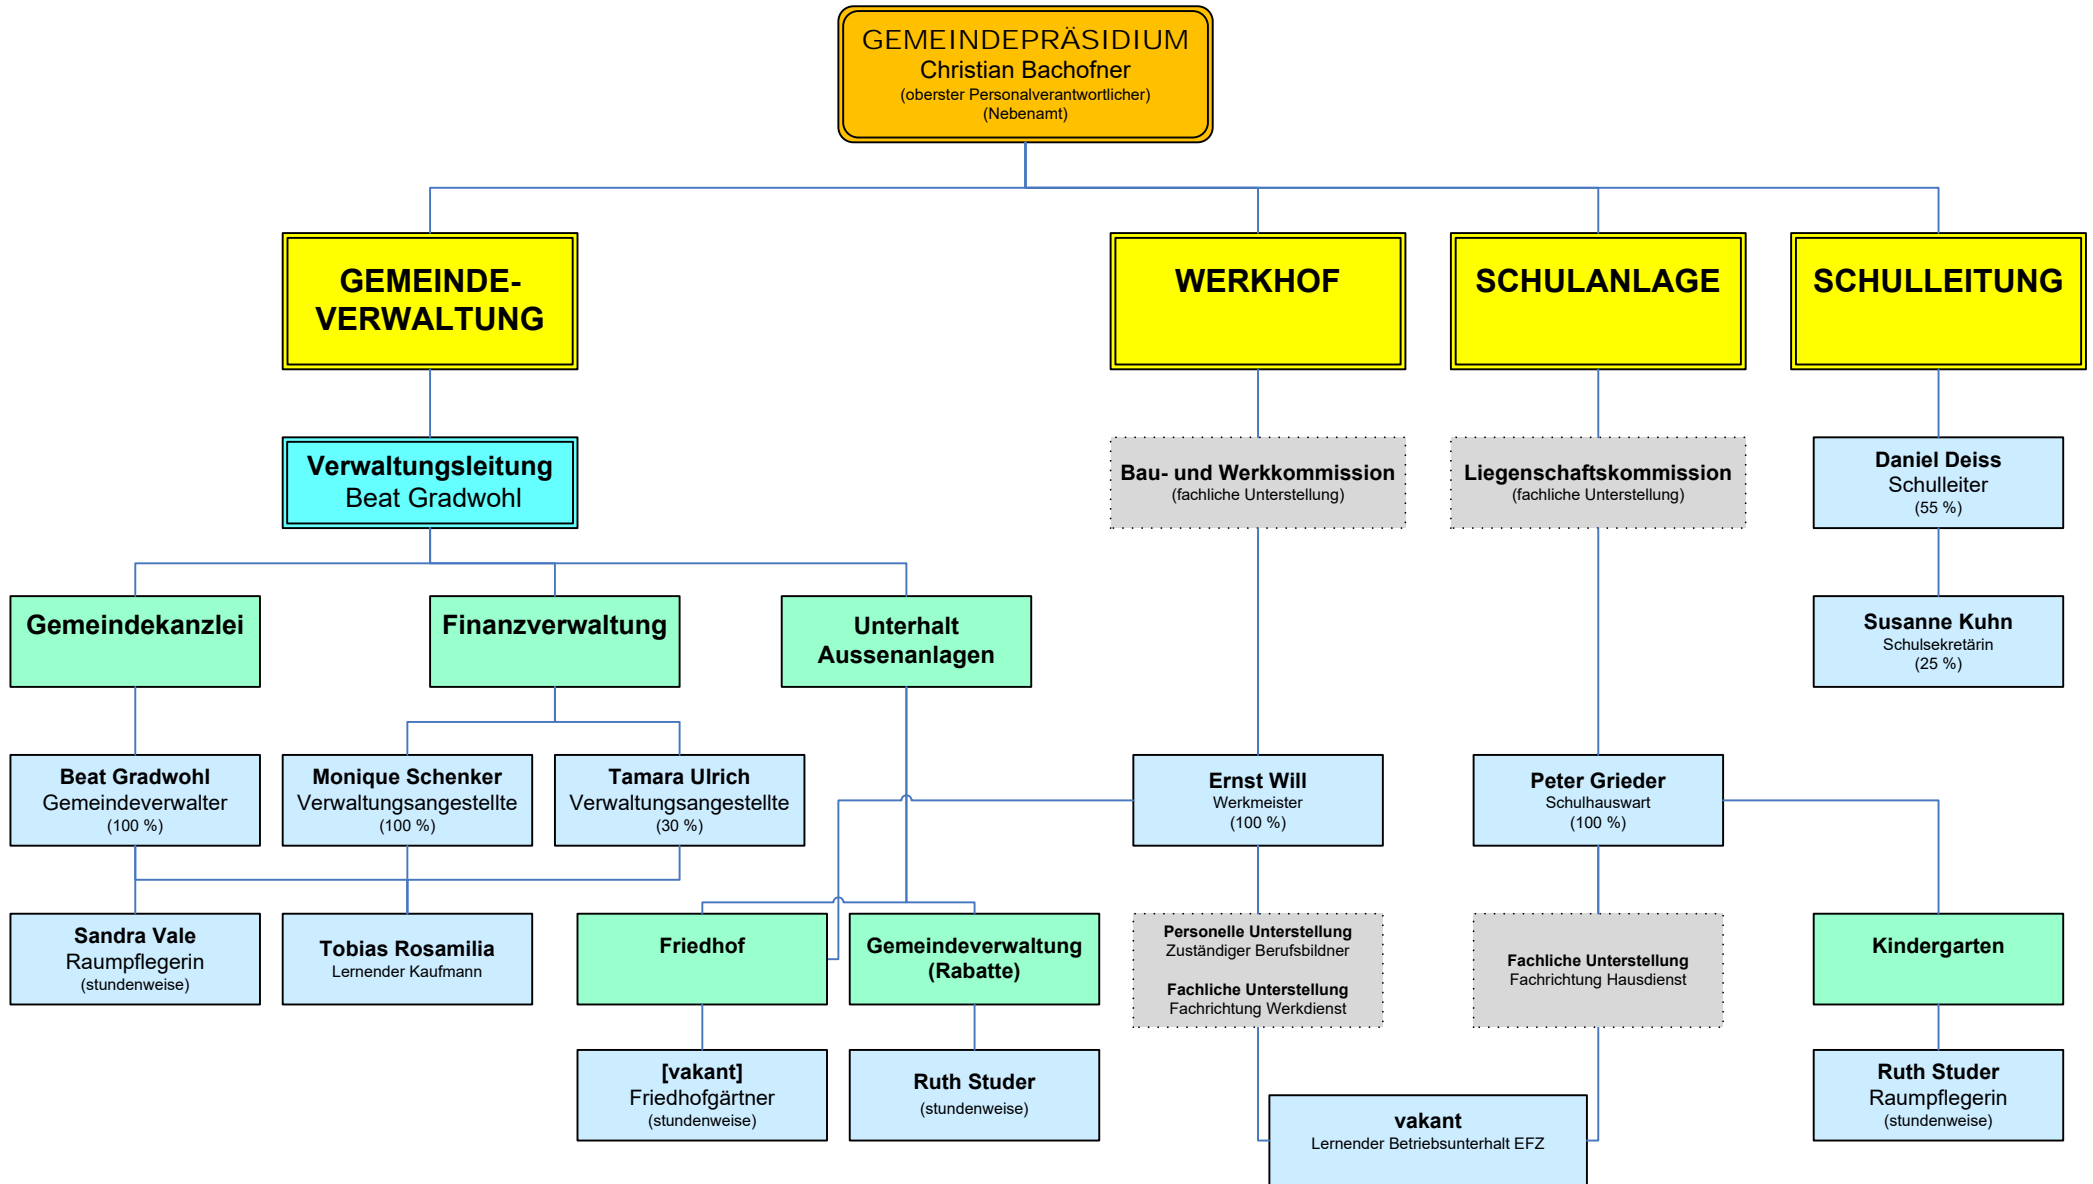 GEMEINDEPRÄSIDIUM
Christian Bachofner
(oberster Personalverantwortlicher)
(Nebenamt)
GEMEINDE-
VERWALTUNG
WERKHOF
SCHULANLAGE
SCHULLEITUNG
Verwaltungsleitung
Beat Gradwohl
Bau- und Werkkommission
(fachliche Unterstellung)
Liegenschaftskommission
(fachliche Unterstellung)
Daniel Deiss
Schulleiter
(55 %)
Gemeindekanzlei
Finanzverwaltung
Unterhalt
Aussenanlagen
Susanne Kuhn
Schulsekretärin
(25 %)
Beat Gradwohl
Gemeindeverwalter
(100 %)
Monique Schenker
Verwaltungsangestellte
(100 %)
Tamara Ulrich
Verwaltungsangestellte
(30 %)
Ernst Will
Werkmeister
(100 %)
Peter Grieder
Schulhauswart
(100 %)
Sandra Vale
Raumpflegerin
(stundenweise)
Tobias Rosamilia
Lernender Kaufmann
Friedhof
Gemeindeverwaltung
(Rabatte)
Personelle Unterstellung
Zuständiger Berufsbildner
Fachliche Unterstellung
Fachrichtung Werkdienst
Fachliche Unterstellung
Fachrichtung Hausdienst
Kindergarten
[vakant]
Friedhofgärtner
(stundenweise)
Ruth Studer
(stundenweise)
vakant
Lernender Betriebsunterhalt EFZ
Ruth Studer
Raumpflegerin
(stundenweise)